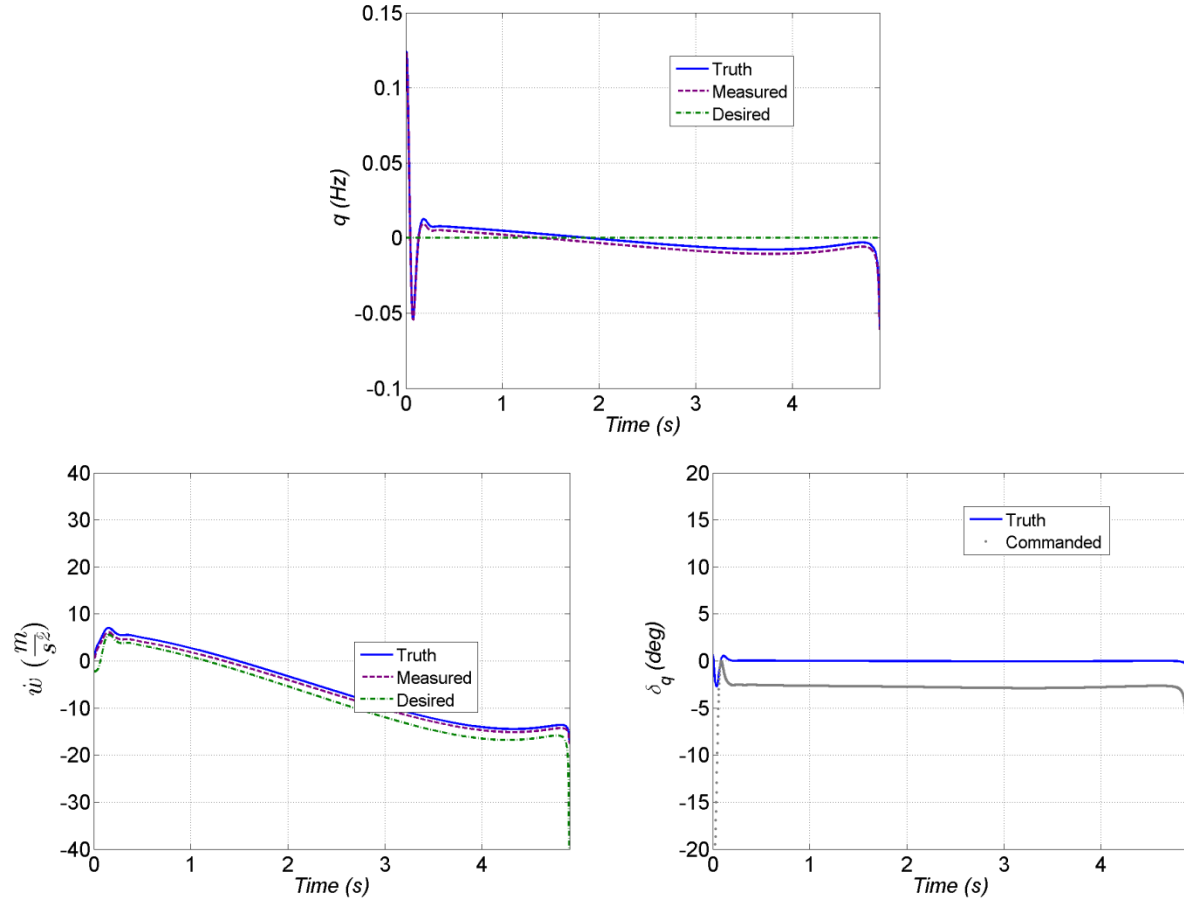 0.15
0.1
0.05
0
-0.05
-0.1
q (Hz)
Truth
Measured
Desired
0 1 2 3 4
Time (s)
40
30
20
10
0
-10
-20
-30
-40
ẇ (m/s²)
Truth
Measured
Desired
0 1 2 3 4
Time (s)
20
15
10
5
0
-5
-10
-15
-20
δq (deg)
Truth
Commanded
0 1 2 3 4
Time (s)